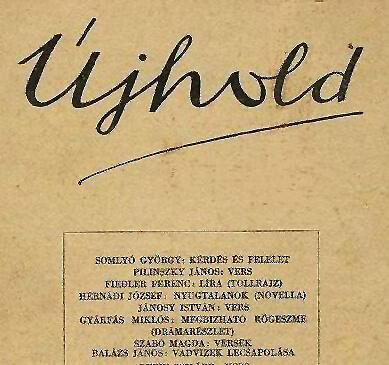 Újhold
SOMLYÓ GYÖRGY: KÉRDÉS ÉS FELELET
PILINSZKY JÁNOS: VERS
FIEDLER FERENC: LÍRA (TOLLRAJZ)
HERNÁDI JÓZSEF: NYUGTALANOK (NOVELLA)
JÁNOSY ISTVÁN: VERS
GYÁRFÁS MIKLÓS: MEGBIZHATÓ RÖGESZME
(DRÁMARÉSZLET)
SZABÓ MAGDA: VERSEK
BALÁZS JÁNOS: VADVIZEK LECSAPOLÁSA